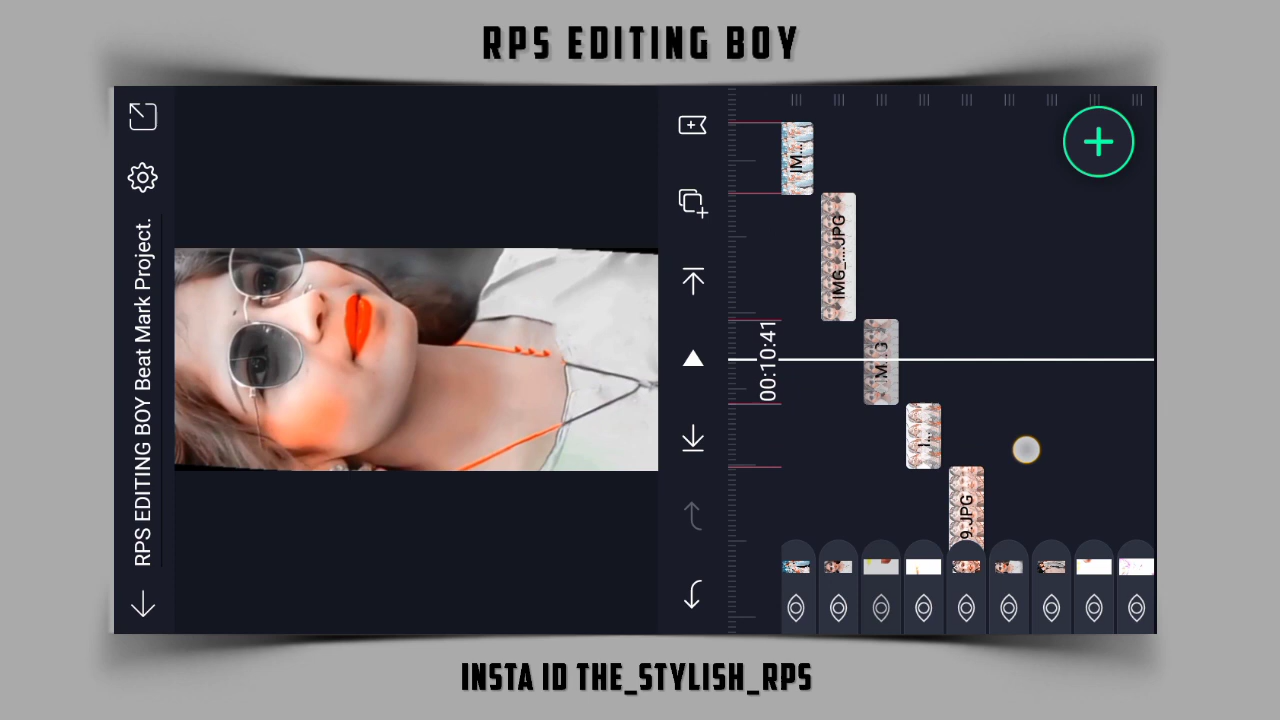 RPS EDITING BOY
RPS EDITING BOY Beat Mark Project.
00:10:41
IM...
IMG_...JPG
9.JPG
INSTA ID THE_STYLISH_RPS